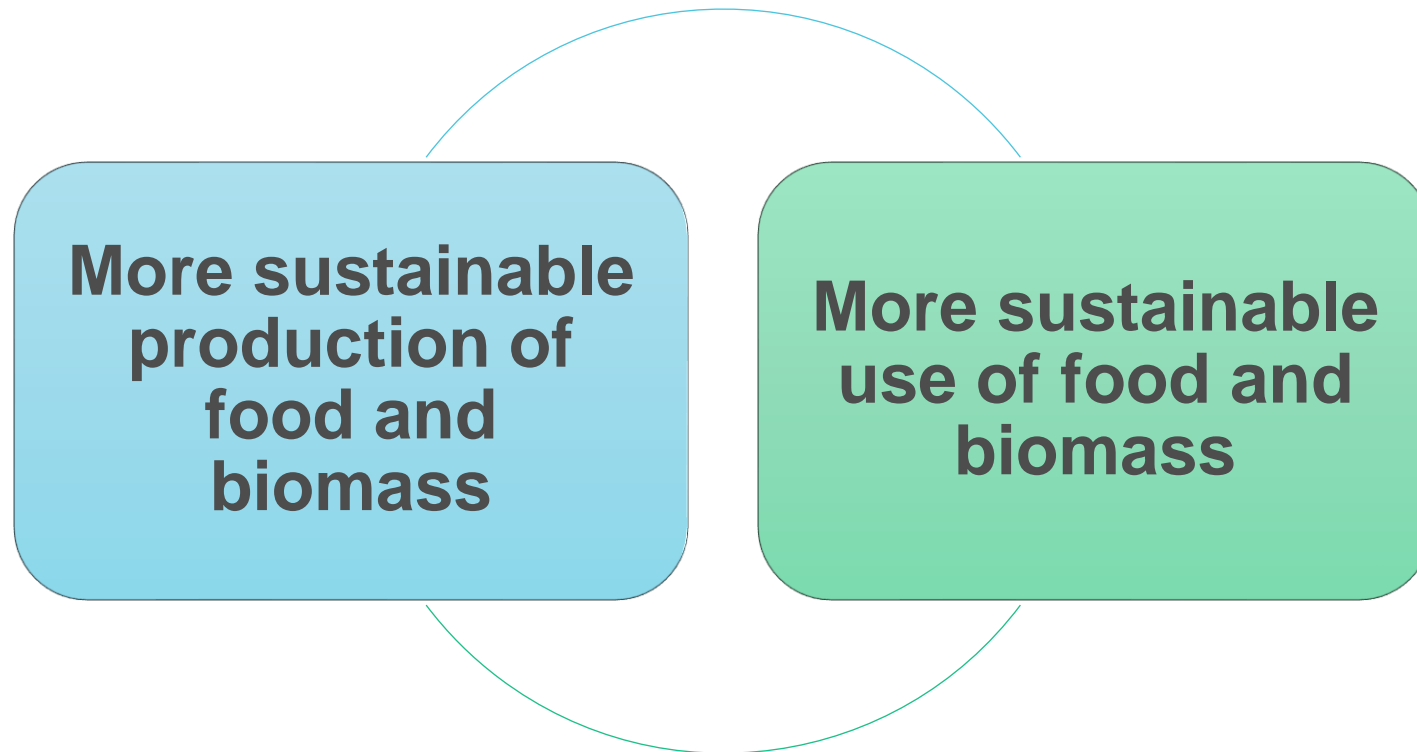 More sustainable
production of
food and
biomass
More sustainable
use of food and
biomass